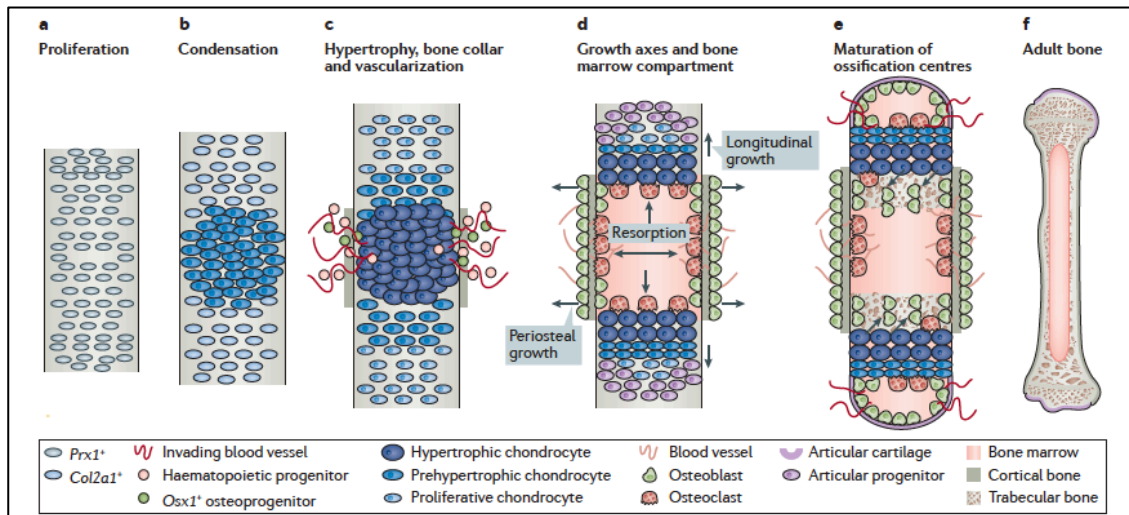 a
Proliferation
b
Condensation
c
Hypertrophy, bone collar
and vascularization
d
Growth axes and bone
marrow compartment
e
Maturation of
ossification centres
f
Adult bone
Longitudinal
growth
Resorption
Periosteal
growth
Prx1⁺
Col2a1⁺
Invading blood vessel
Haematopoietic progenitor
Osx1⁺ osteoprogenitor
Hypertrophic chondrocyte
Prehypertrophic chondrocyte
Proliferative chondrocyte
Blood vessel
Osteoblast
Osteoclast
Articular cartilage
Articular progenitor
Bone marrow
Cortical bone
Trabecular bone